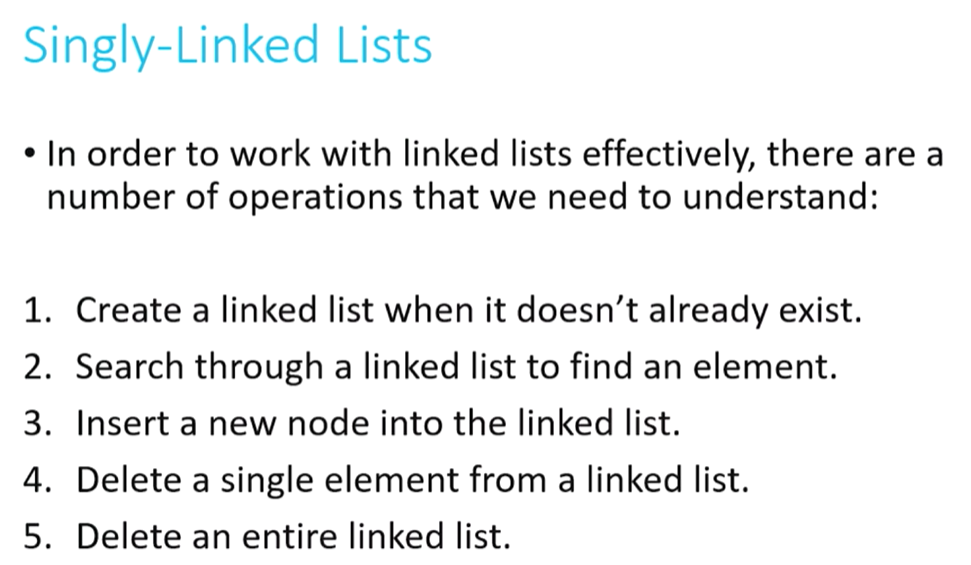 Singly-Linked Lists
• In order to work with linked lists effectively, there are a
number of operations that we need to understand:
1. Create a linked list when it doesn’t already exist.
2. Search through a linked list to find an element.
3. Insert a new node into the linked list.
4. Delete a single element from a linked list.
5. Delete an entire linked list.